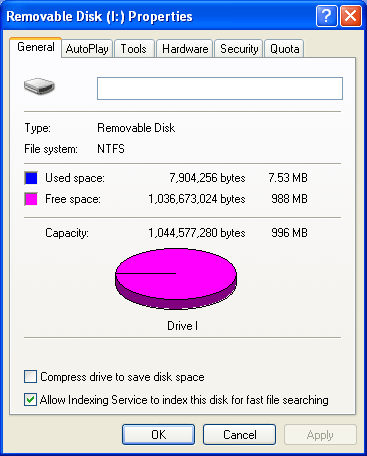 Removable Disk (I:) Properties
General AutoPlay Tools Hardware Security Quota
Type: Removable Disk
File system: NTFS
Used space: 7,904,256 bytes 7.53 MB
Free space: 1,036,673,024 bytes 988 MB
Capacity: 1,044,577,280 bytes 996 MB
Drive I
Compress drive to save disk space
Allow Indexing Service to index this disk for fast file searching
OK Cancel Apply